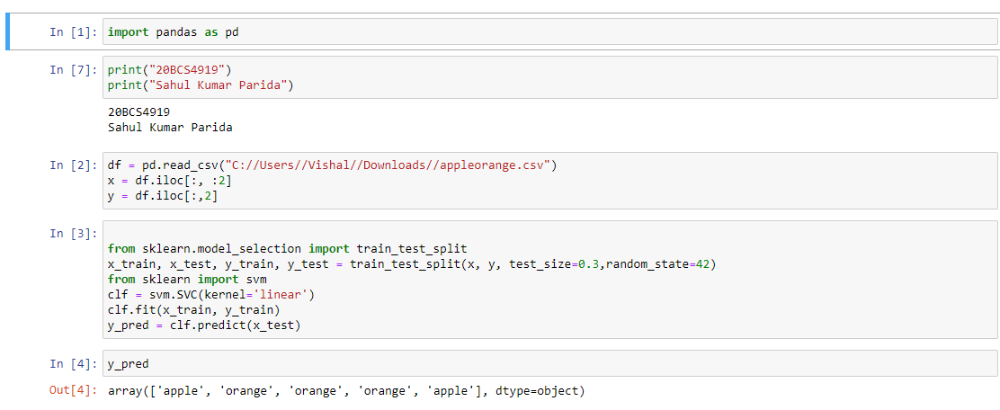 In [1]: import pandas as pd
In [7]: print("20BCS4919")
print("Sahul Kumar Parida")
20BCS4919
Sahul Kumar Parida
In [2]: df = pd.read_csv("C://Users//Vishal//Downloads//appleorange.csv")
x = df.iloc[:, :2]
y = df.iloc[:,2]
In [3]:
from sklearn.model_selection import train_test_split
x_train, x_test, y_train, y_test = train_test_split(x, y, test_size=0.3,random_state=42)
from sklearn import svm
clf = svm.SVC(kernel='linear')
clf.fit(x_train, y_train)
y_pred = clf.predict(x_test)
In [4]: y_pred
Out[4]: array(['apple', 'orange', 'orange', 'orange', 'apple'], dtype=object)